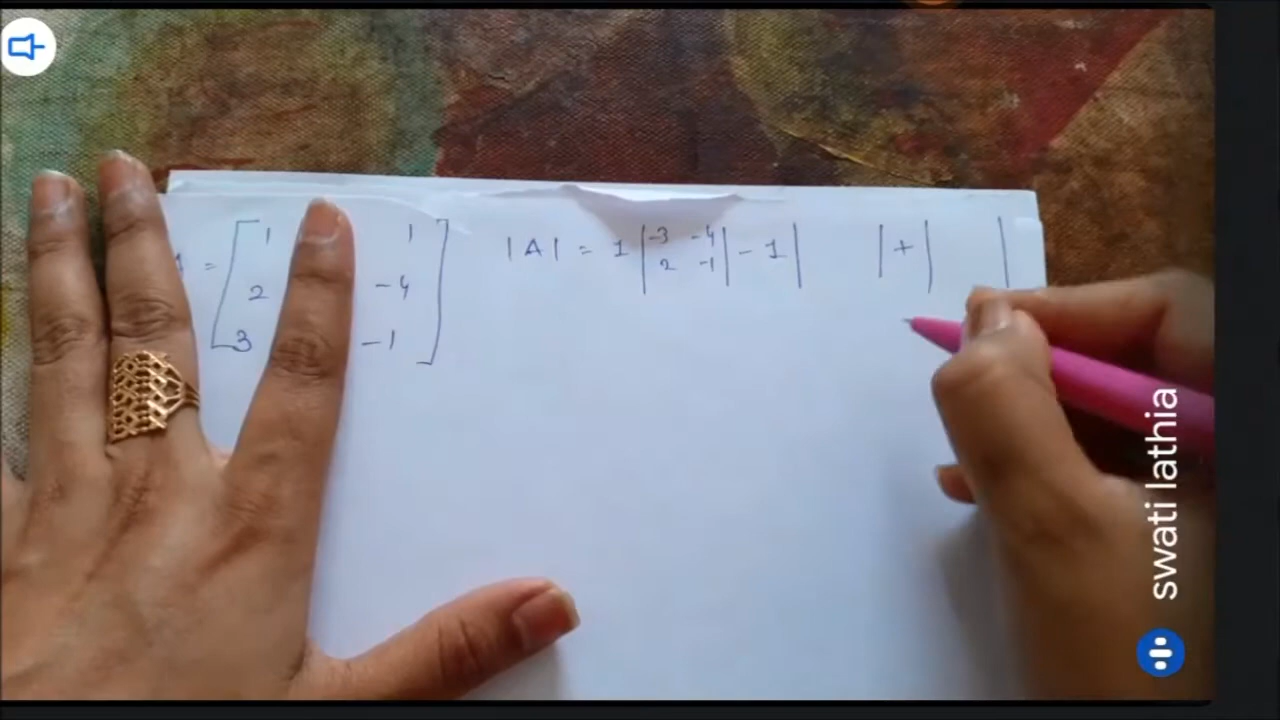 = [ 1 1
2 -4
3 -1 ]
|A| = 1 | -3 -4 | - 1 |   | + |   |
2 -1
swati lathia